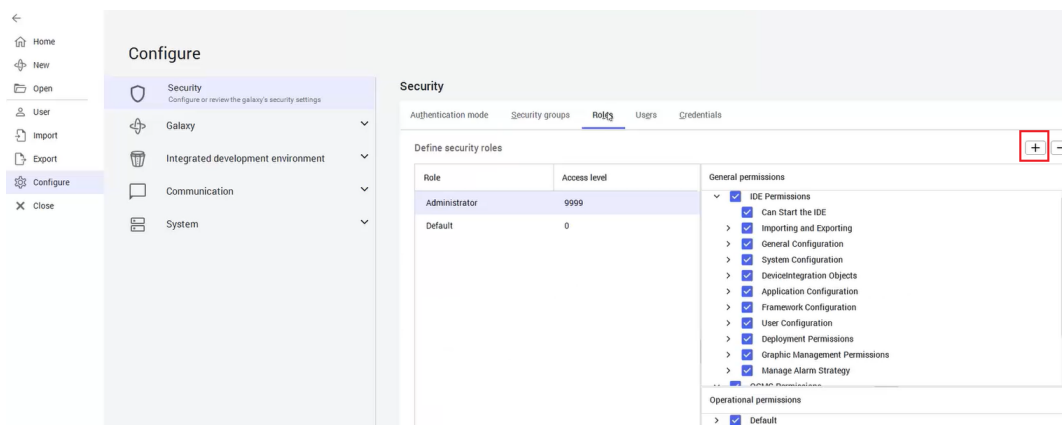 Home
New
Open
User
Import
Export
Configure
Close
Configure
Security
Configure or review the galaxy's security settings
Galaxy
Integrated development environment
Communication
System
Security
Authentication mode
Security groups
Roles
Users
Credentials
Define security roles
Role
Access level
Administrator
9999
Default
0
General permissions
IDE Permissions
Can Start the IDE
Importing and Exporting
General Configuration
System Configuration
DeviceIntegration Objects
Application Configuration
Framework Configuration
User Configuration
Deployment Permissions
Graphic Management Permissions
Manage Alarm Strategy
Operational permissions
Default